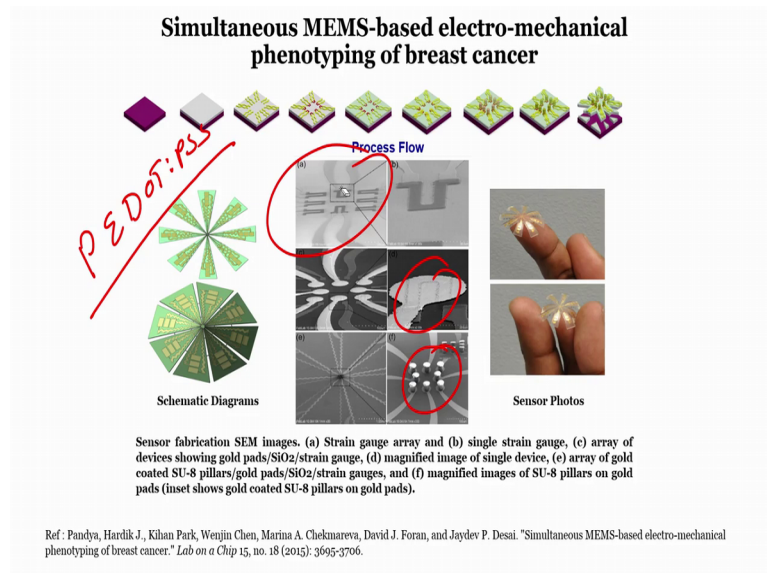 Simultaneous MEMS-based electro-mechanical
phenotyping of breast cancer
Process Flow
PEDOT:PSS
(a)
(b)
(d)
(e)
(f)
Schematic Diagrams
Sensor Photos
Sensor fabrication SEM images. (a) Strain gauge array and (b) single strain gauge, (c) array of
devices showing gold pads/SiO2/strain gauge, (d) magnified image of single device, (e) array of gold
coated SU-8 pillars/gold pads/SiO2/strain gauges, and (f) magnified images of SU-8 pillars on gold
pads (inset shows gold coated SU-8 pillars on gold pads).
Ref : Pandya, Hardik J., Kihan Park, Wenjin Chen, Marina A. Chekmareva, David J. Foran, and Jaydev P. Desai. "Simultaneous MEMS-based electro-mechanical
phenotyping of breast cancer." Lab on a Chip 15, no. 18 (2015): 3695-3706.